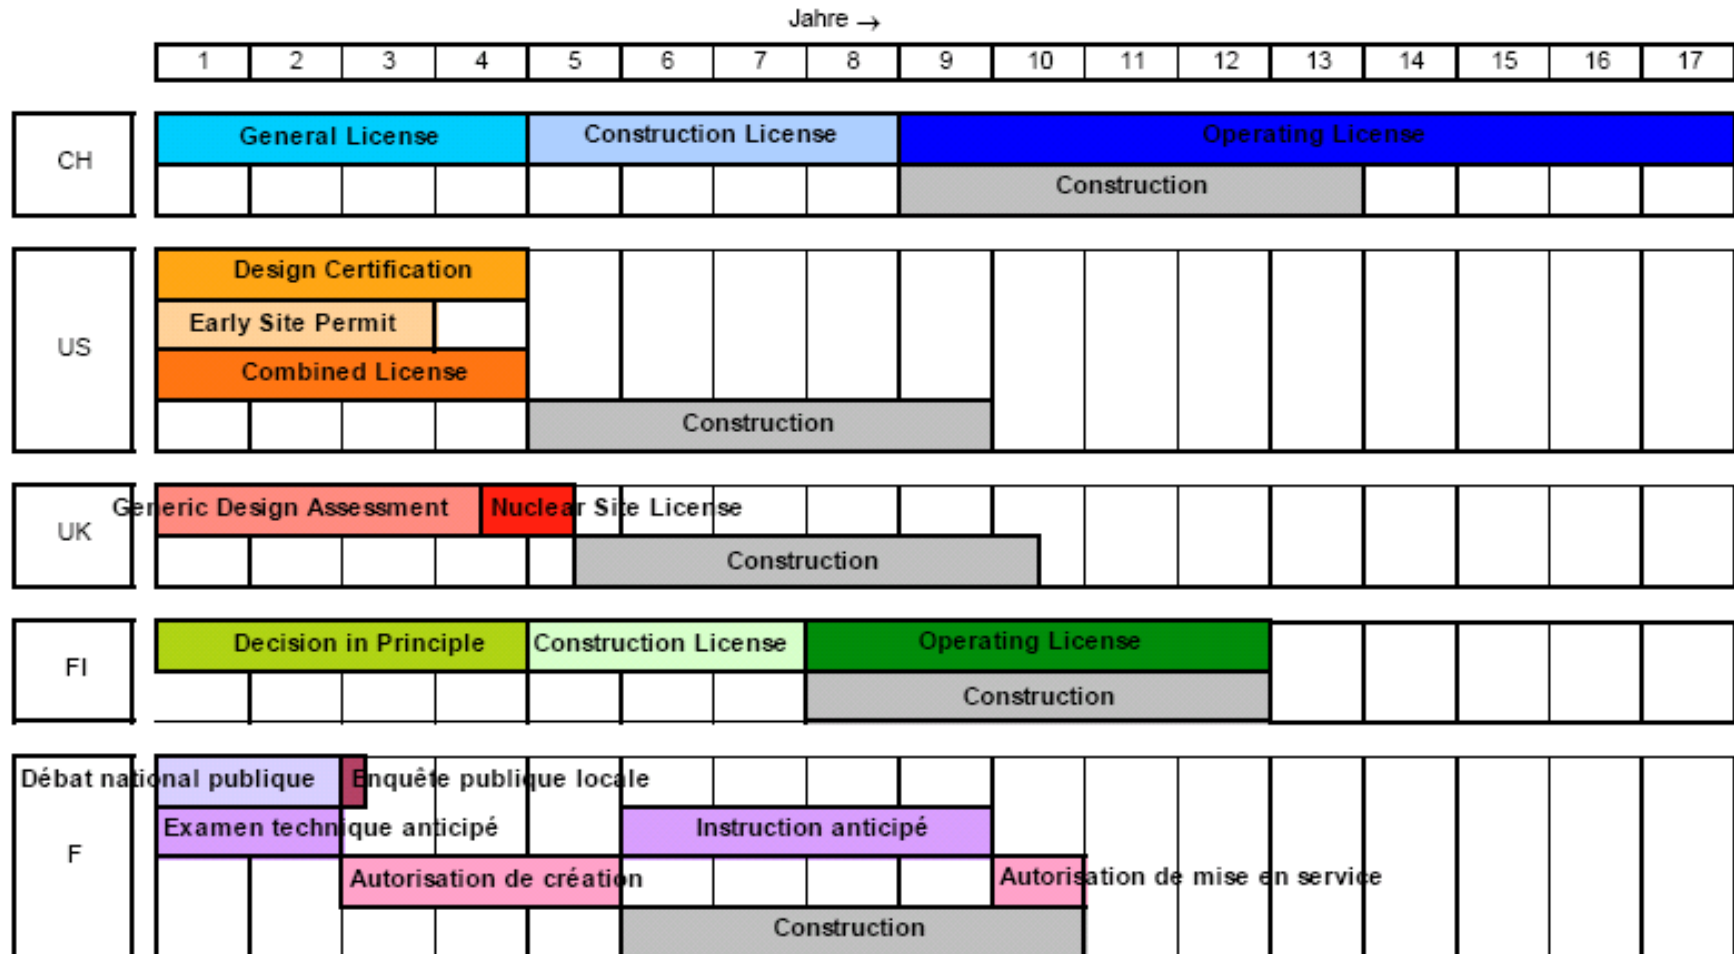 Jahre →
1 2 3 4 5 6 7 8 9 10 11 12 13 14 15 16 17
CH
General License Construction License Operating License
Construction
US
Design Certification
Early Site Permit
Combined License
Construction
UK
Generic Design Assessment Nuclear Site License
Construction
FI
Decision in Principle Construction License Operating License
Construction
F
Débat national publique Enquête publique locale
Examen technique anticipé Instruction anticipé
Autorisation de création Autorisation de mise en service
Construction